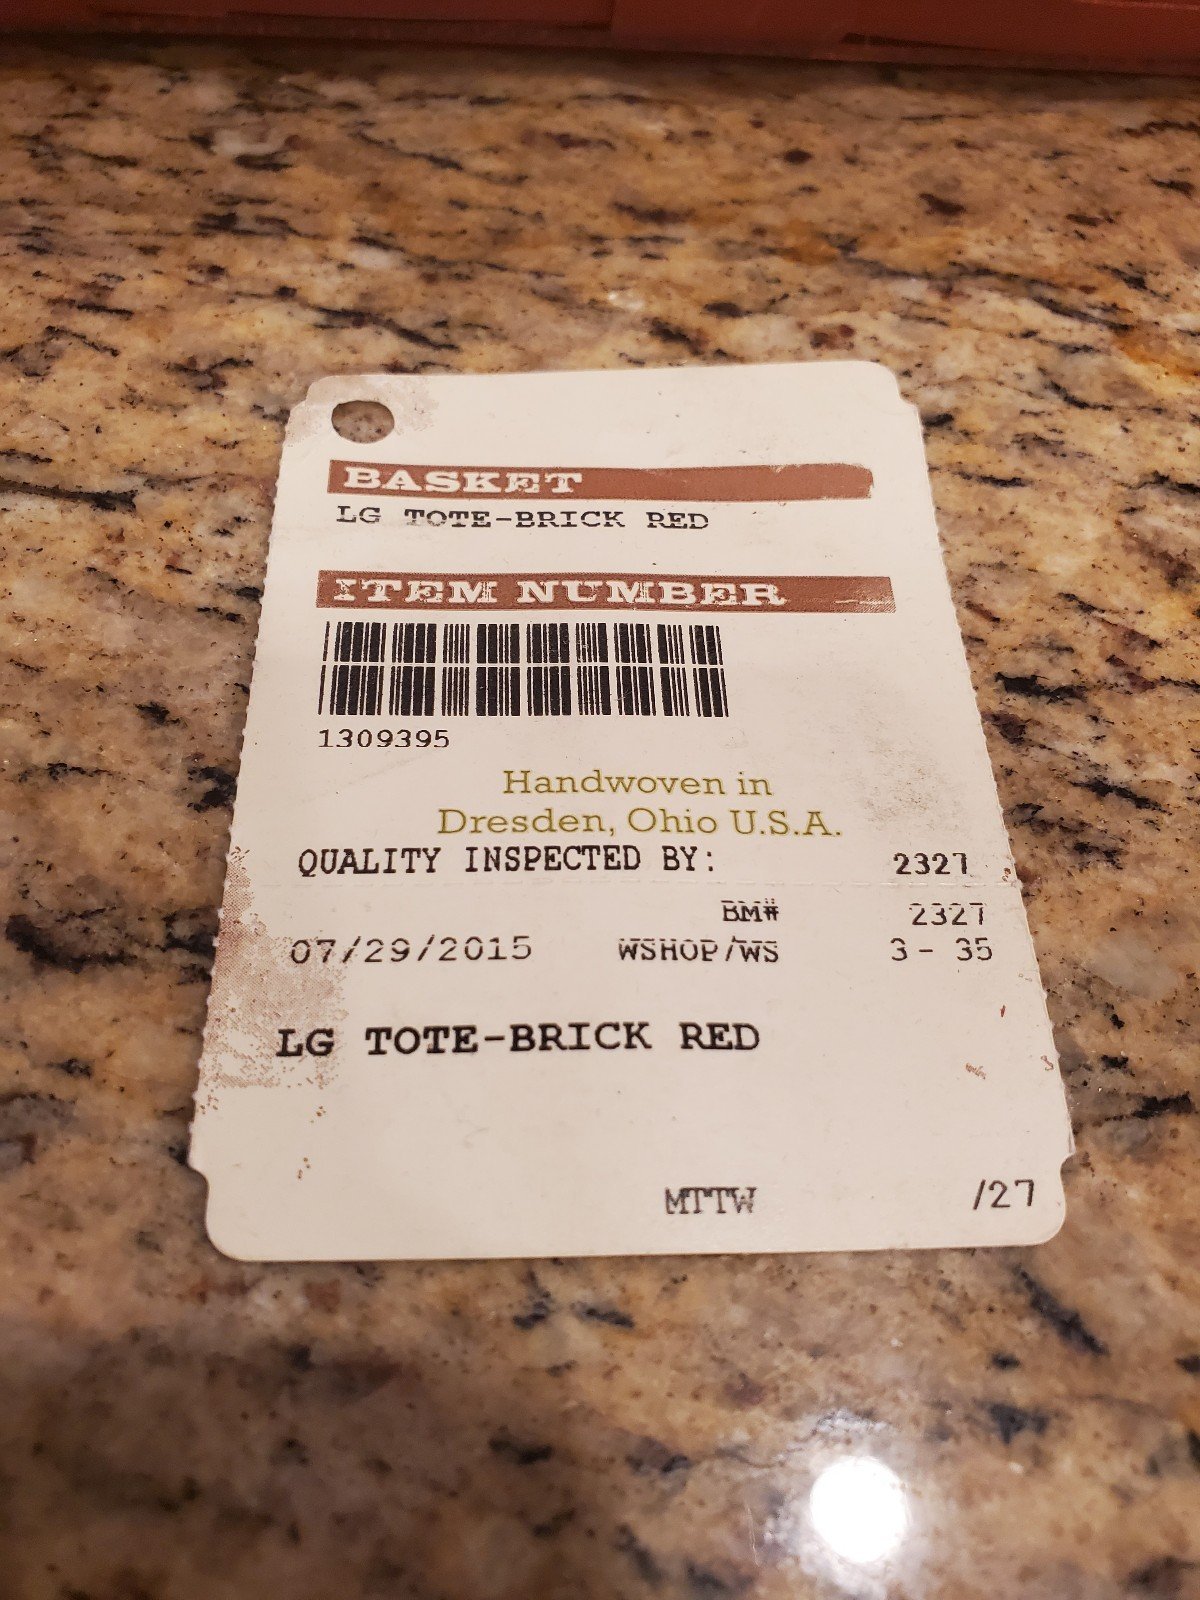 BASKET
LG TOTE-BRICK RED
ITEM NUMBER
1309395
Handwoven in
Dresden, Ohio U.S.A.
QUALITY INSPECTED BY: 2327
BM# 2327
07/29/2015 WSHOP/WS 3- 35
LG TOTE-BRICK RED
MTTW /27